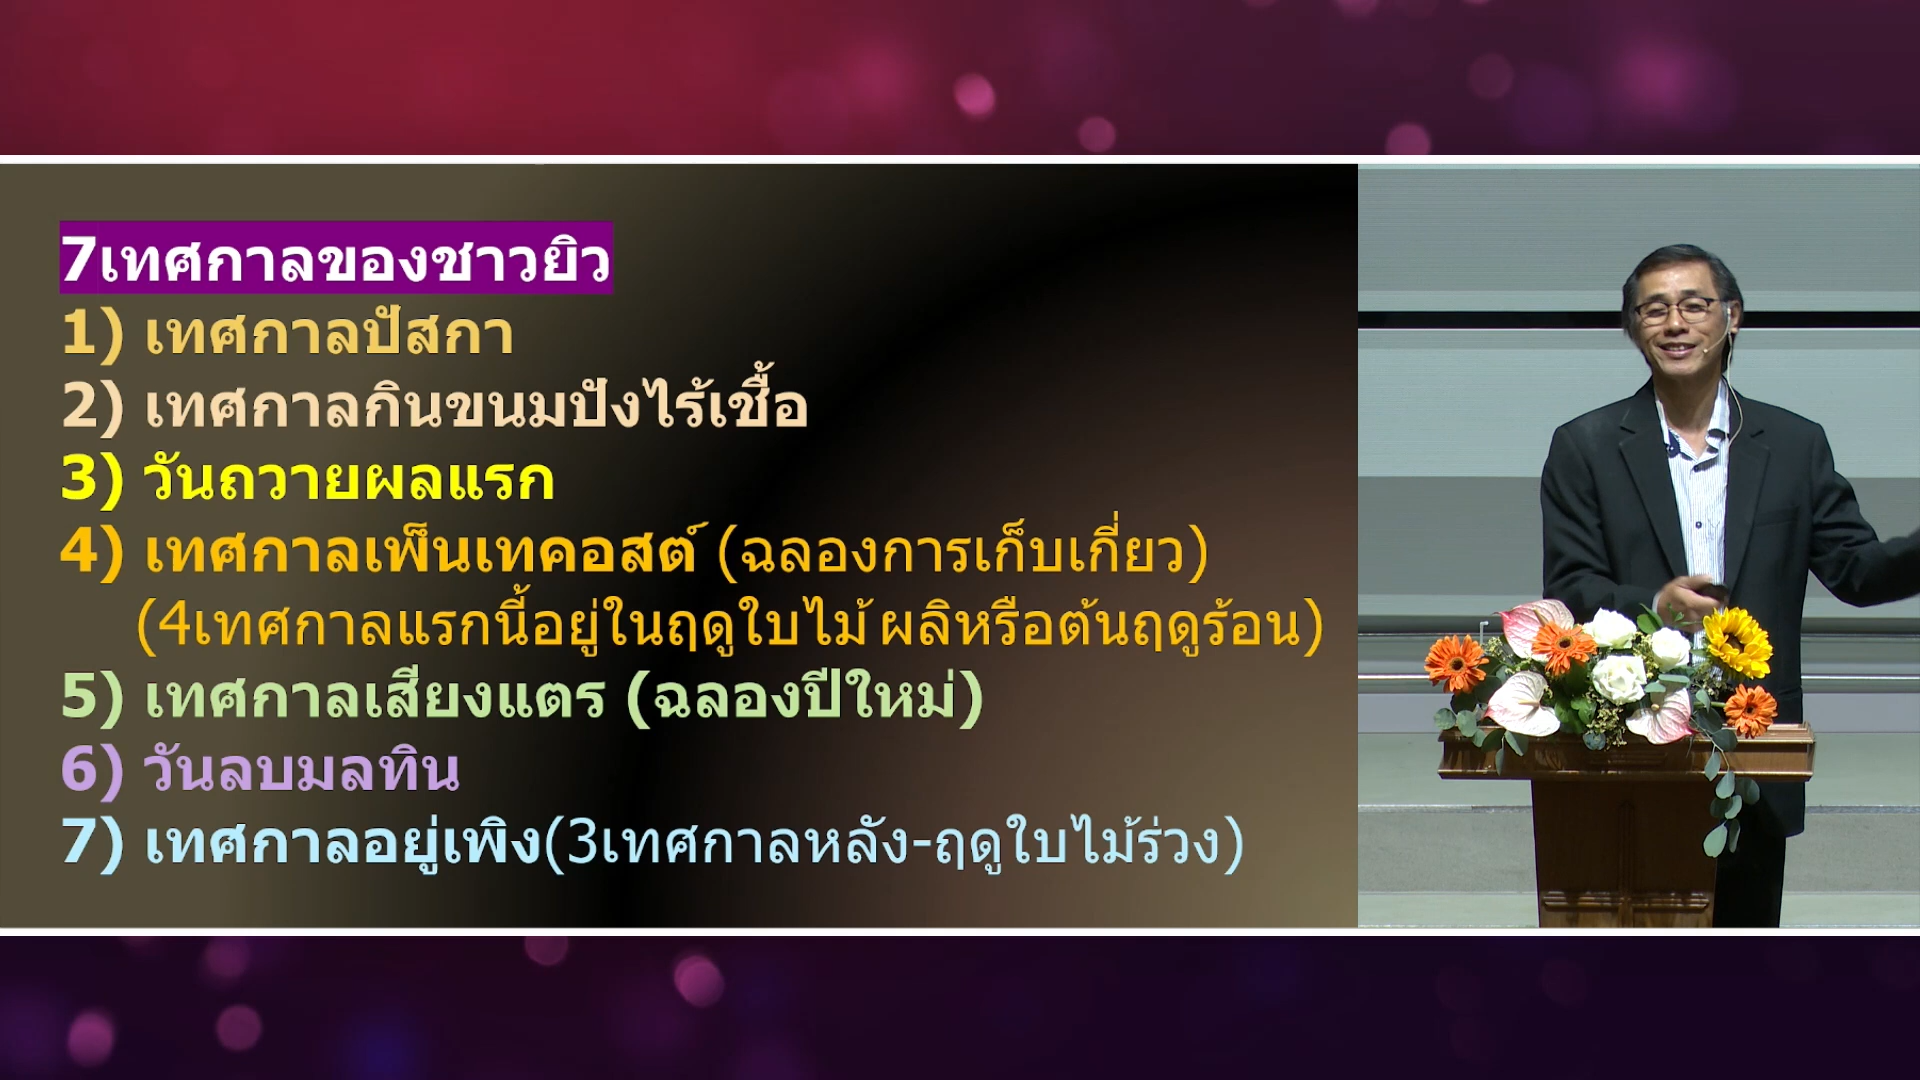 7เทศกาลของชาวยิว
1) เทศกาลปัสกา
2) เทศกาลกินขนมปังไร้เชื้อ
3) วันถวายผลแรก
4) เทศกาลเพ็นเทคอสต์ (ฉลองการเก็บเกี่ยว)
(4เทศกาลแรกนี้อยู่ในฤดูใบไม้ ผลิหรือต้นฤดูร้อน)
5) เทศกาลเสียงแตร (ฉลองปีใหม่)
6) วันลบมลทิน
7) เทศกาลอยู่เพิง(3เทศกาลหลัง-ฤดูใบไม้ร่วง)